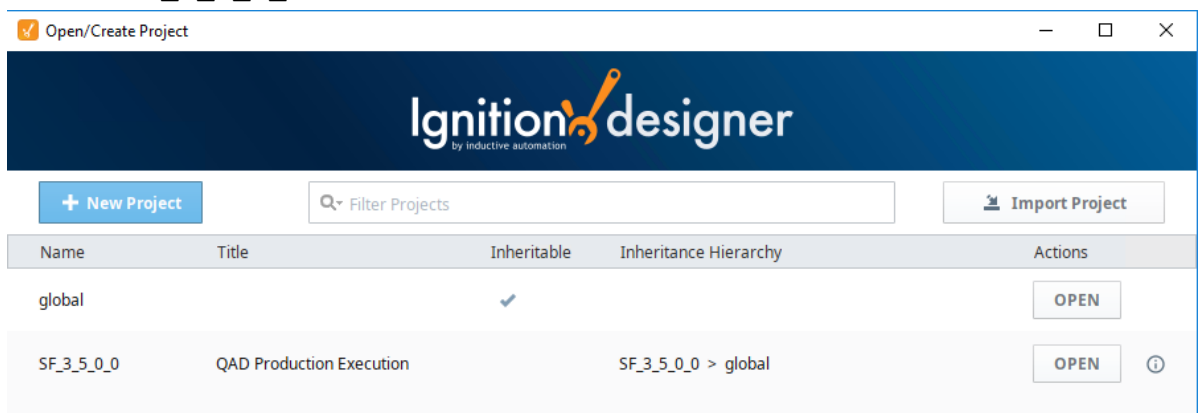 Open/Create Project
Ignition designer
by inductive automation
New Project
Filter Projects
Import Project
Name Title Inheritable Inheritance Hierarchy Actions
global OPEN
SF_3_5_0_0 QAD Production Execution SF_3_5_0_0 > global OPEN